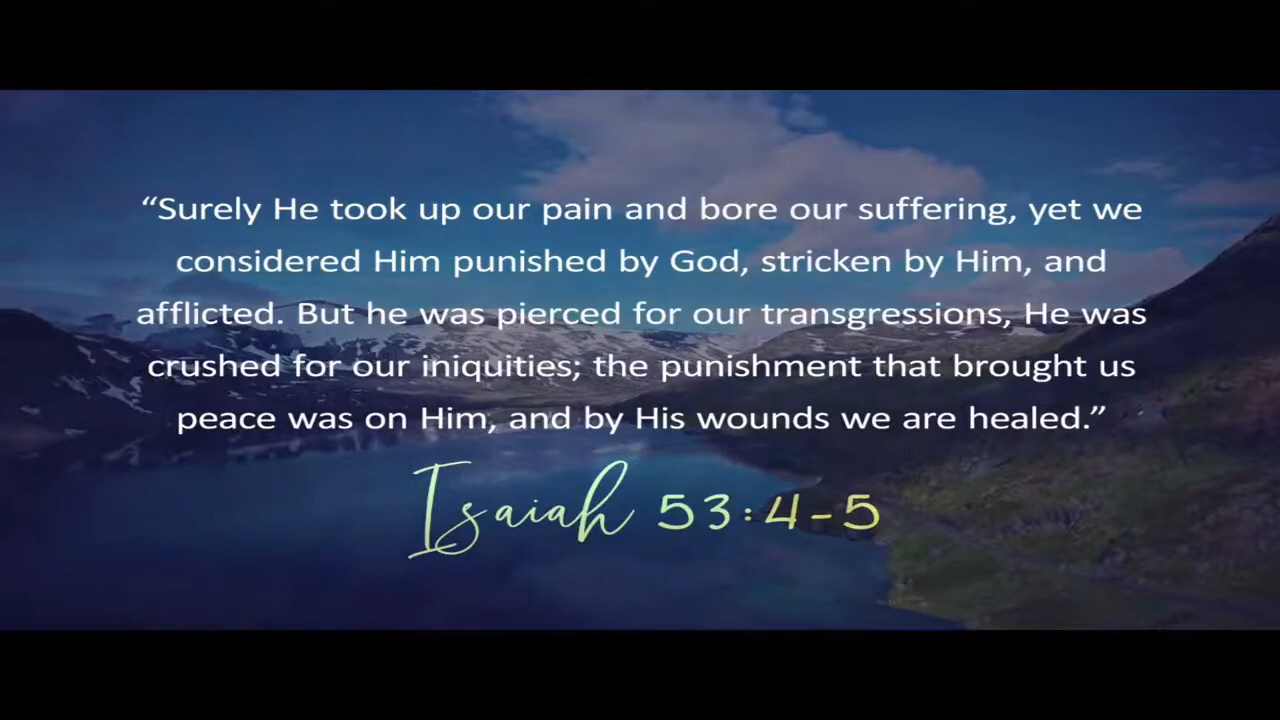 “Surely He took up our pain and bore our suffering, yet we
considered Him punished by God, stricken by Him, and
afflicted. But he was pierced for our transgressions, He was
crushed for our iniquities; the punishment that brought us
peace was on Him, and by His wounds we are healed.”
Isaiah 53:4-5